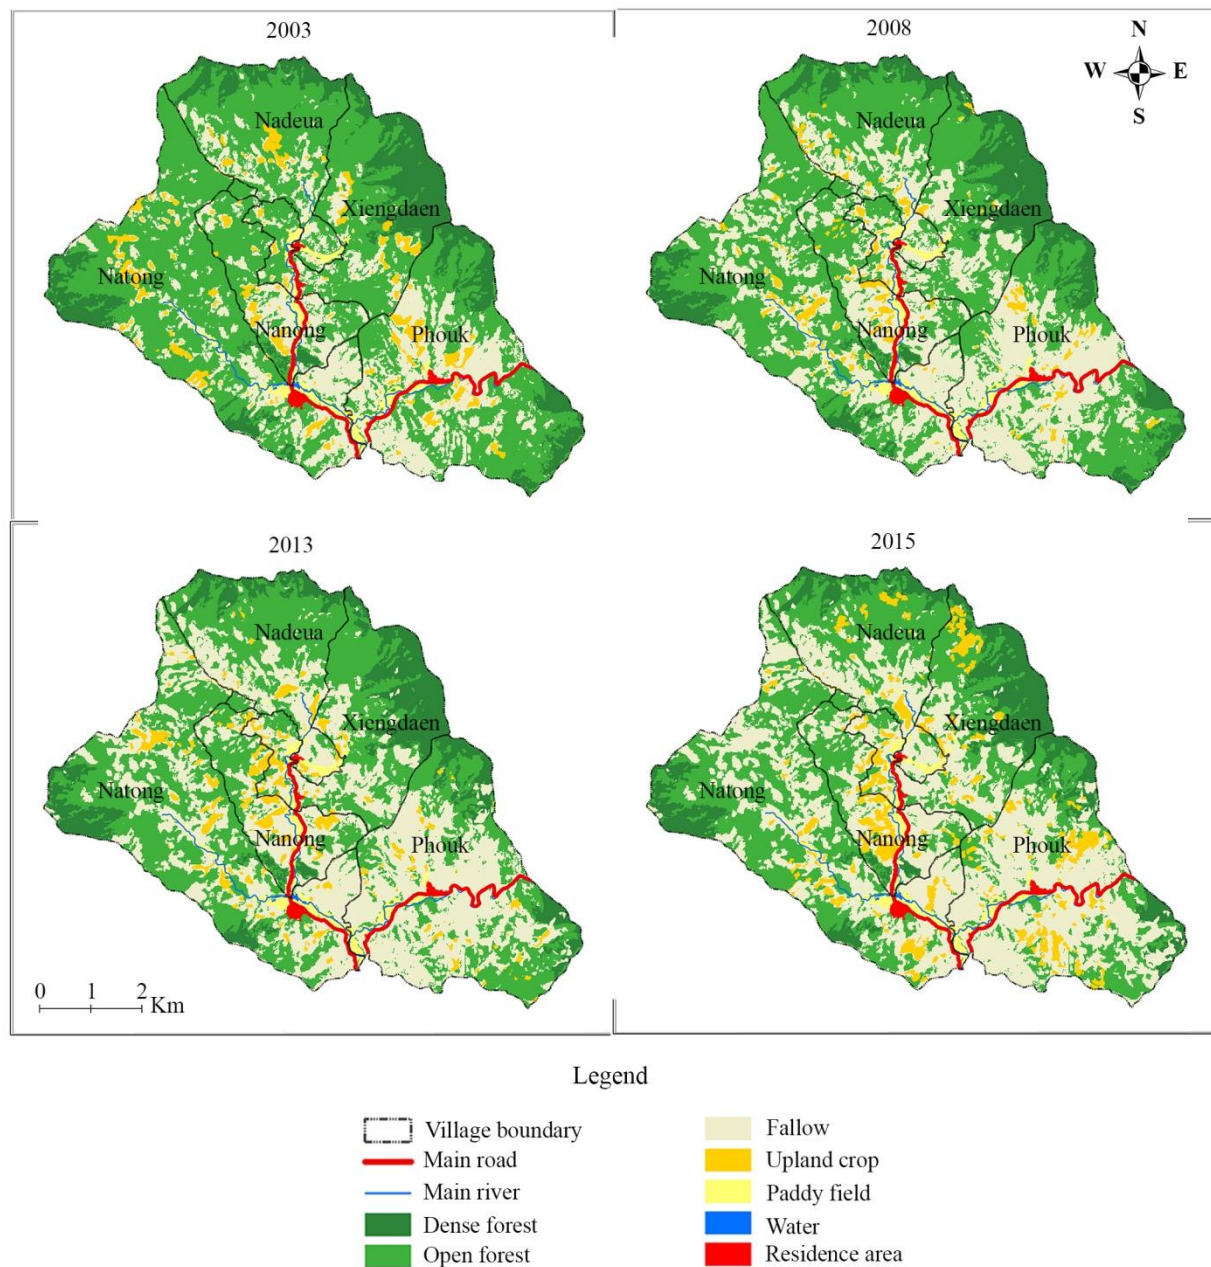 2003
2008
N
W E
S
Nadeua
Xiengdaen
Natong
Nanong
Phouk
Nadeua
Xiengdaen
Natong
Nanong
Phouk
2013
2015
Nadeua
Xiengdaen
Natong
Nanong
Phouk
0 1 2
Km
Nadeua
Xiengdaen
Natong
Nanong
Phouk
Legend
Village boundary
Main road
Main river
Dense forest
Open forest
Fallow
Upland crop
Paddy field
Water
Residence area